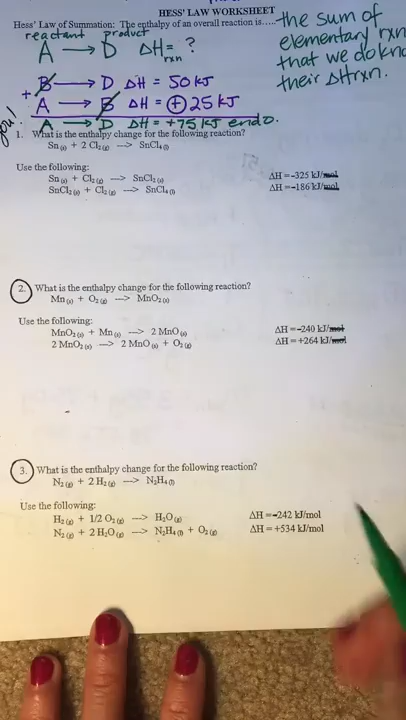 HESS' LAW WORKSHEET
Hess' Law of Summation: The enthalpy of an overall reaction is..... the sum of
elementary rxn
that we do kno
their ΔHrxn.
reactant product
A → D ΔH rxn = ?
+ B → D ΔH = 50 kJ
A → B ΔH = + 25 kJ
A → D ΔH = +75 kJ endo.
you!
1. What is the enthalpy change for the following reaction?
Sn (s) + 2 Cl2 (g) ---> SnCl4 (l)
Use the following:
Sn (s) + Cl2 (g) ---> SnCl2 (s) ΔH = -325 kJ/mol
SnCl2 (s) + Cl2 (g) ---> SnCl4 (l) ΔH = -186 kJ/mol
2. What is the enthalpy change for the following reaction?
Mn (s) + O2 (g) ---> MnO2 (s)
Use the following:
MnO2 (s) + Mn (s) ---> 2 MnO (s) ΔH = -240 kJ/mol
2 MnO2 (s) ---> 2 MnO (s) + O2 (g) ΔH = +264 kJ/mol
3. What is the enthalpy change for the following reaction?
N2 (g) + 2 H2 (g) ---> N2H4 (l)
Use the following:
H2 (g) + 1/2 O2 (g) ---> H2O (g) ΔH = -242 kJ/mol
N2 (g) + 2 H2O (g) ---> N2H4 (l) + O2 (g) ΔH = +534 kJ/mol